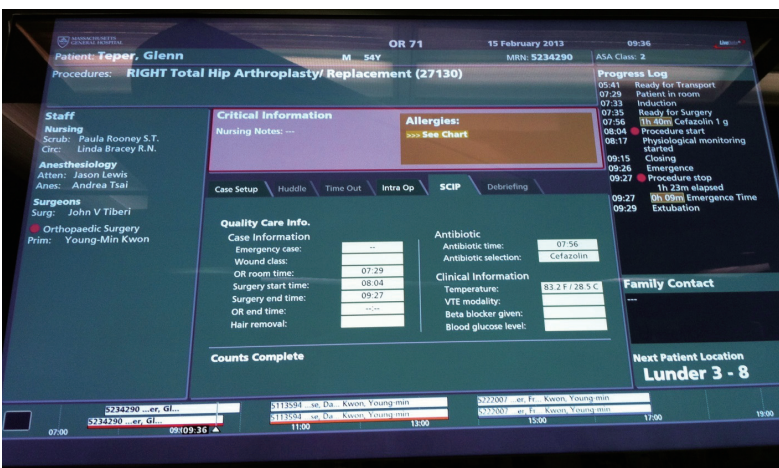 MASSACHUSETTS
GENERAL HOSPITAL
OR 71
15 February 2013
09:36
Patient: Teper, Glenn
M 54Y
MRN: 5234290
ASA Class: 2
Procedures: RIGHT Total Hip Arthroplasty/ Replacement (27130)
Staff
Nursing
Scrub: Paula Rooney S.T.
Circ: Linda Bracey R.N.
Anesthesiology
Atten: Jason Lewis
Anes: Andrea Tsai
Surgeons
Surg: John V Tiberi
Orthopaedic Surgery
Prim: Young-Min Kwon
Critical Information
Nursing Notes: ---
Allergies:
>>> See Chart
Case Setup
Huddle
Time Out
Intra Op
SCIP
Debriefing
Quality Care Info.
Case Information
Emergency case: --
Wound class:
OR room time: 07:29
Surgery start time: 08:04
Surgery end time: 09:27
OR end time: --:--
Hair removal:
Antibiotic
Antibiotic time: 07:56
Antibiotic selection: Cefazolin
Clinical Information
Temperature: 83.2 F / 28.5 C
VTE modality:
Beta blocker given:
Blood glucose level:
Counts Complete
Progress Log
05:41 Ready for Transport
07:29 Patient in room
07:33 Induction
07:35 Ready for Surgery
07:56 1h 40m Cefazolin 1 g
08:04 Procedure start
08:17 Physiological monitoring
started
09:15 Closing
09:26 Emergence
09:27 Procedure stop
1h 23m elapsed
09:27 0h 09m Emergence Time
09:29 Extubation
Family Contact
---
Next Patient Location
Lunder 3 - 8
5234290 ...er, Gl...
5113594 ...se, Da... Kwon, Young-min
5222007 ...er, Fr... Kwon, Young-min
5234290 ...er, Gl...
5113594 ...se, Da... Kwon, Young-min
5222007 ...er, Fr... Kwon, Young-min
07:00
09:36
11:00
13:00
15:00
17:00
19:00